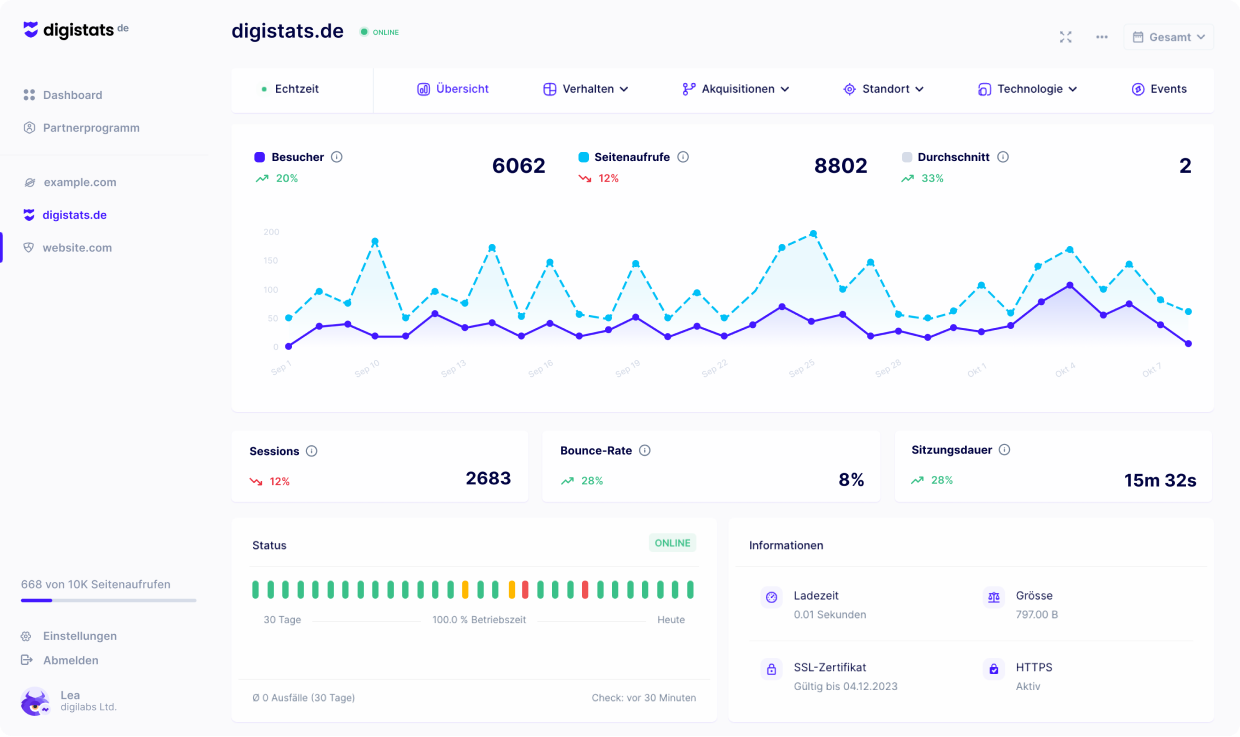 digistats de
Dashboard
Partnerprogramm
example.com
digistats.de
website.com
668 von 10K Seitenaufrufen
Einstellungen
Abmelden
Lea
digilabs Ltd.
digistats.de ONLINE
Gesamt
Echtzeit Übersicht Verhalten Akquisitionen Standort Technologie Events
Besucher 6062 Seitenaufrufe 8802 Durchschnitt 2
20% 12% 33%
200
150
100
50
0
Sep 1 Sep 10 Sep 13 Sep 16 Sep 19 Sep 22 Sep 25 Sep 28 Okt 1 Okt 4 Okt 7
Sessions
12% 2683
Bounce-Rate
28% 8%
Sitzungsdauer
28% 15m 32s
Status ONLINE
30 Tage 100.0 % Betriebszeit Heute
Ø 0 Ausfälle (30 Tage) Check: vor 30 Minuten
Informationen
Ladezeit
0.01 Sekunden
Grösse
797.00 B
SSL-Zertifikat
Gültig bis 04.12.2023
HTTPS
Aktiv